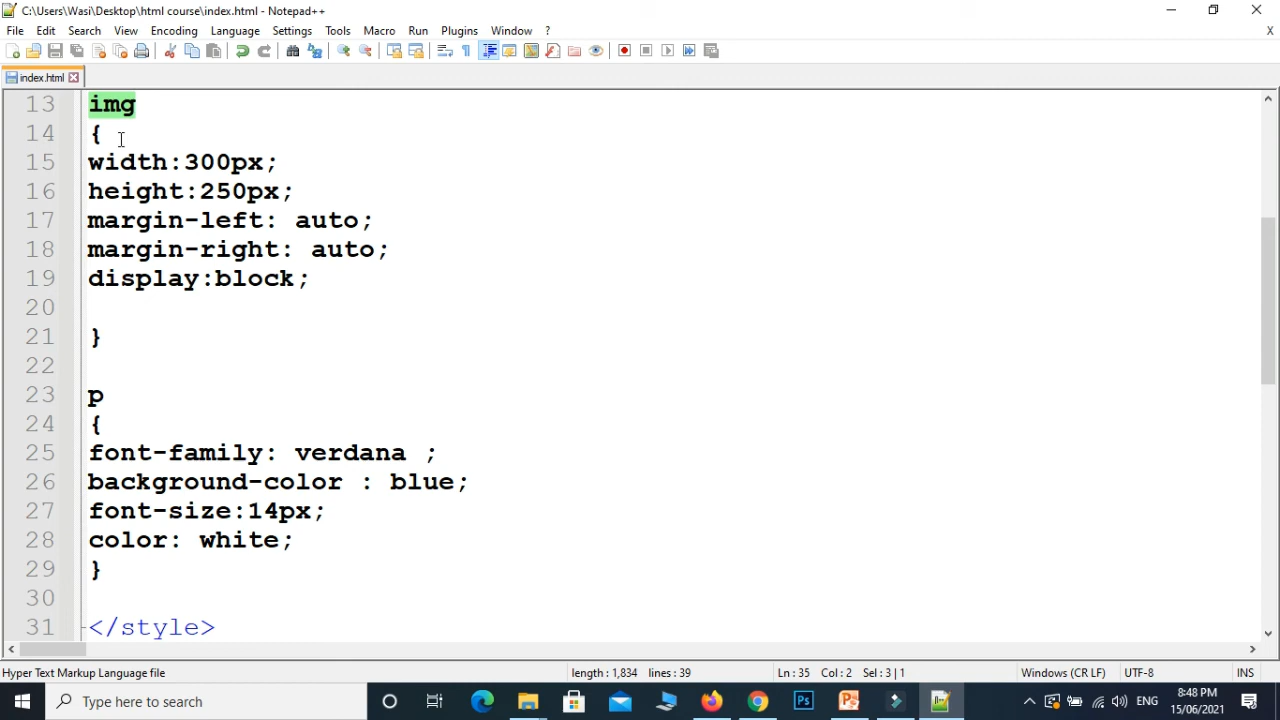 C:\Users\Wasi\Desktop\html course\index.html - Notepad++
File Edit Search View Encoding Language Settings Tools Macro Run Plugins Window ? X
index.html
13 img
14 {
15 width:300px;
16 height:250px;
17 margin-left: auto;
18 margin-right: auto;
19 display:block;
20
21 }
22
23 p
24 {
25 font-family: verdana ;
26 background-color : blue;
27 font-size:14px;
28 color: white;
29 }
30
31 </style>
Hyper Text Markup Language file length : 1,834 lines : 39 Ln : 35 Col : 2 Sel : 3 | 1 Windows (CR LF) UTF-8 INS
Type here to search ENG 8:48 PM
15/06/2021